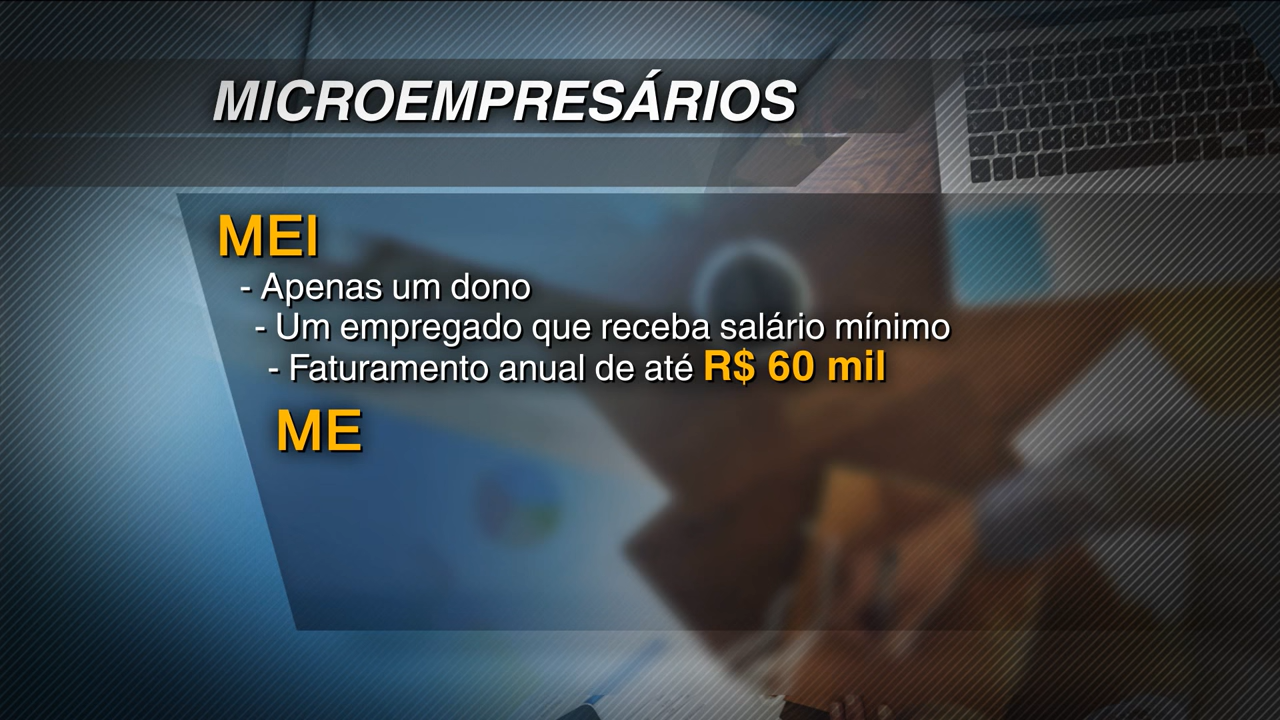 MICROEMPRESÁRIOS
MEI
- Apenas um dono
- Um empregado que receba salário mínimo
- Faturamento anual de até R$ 60 mil
ME